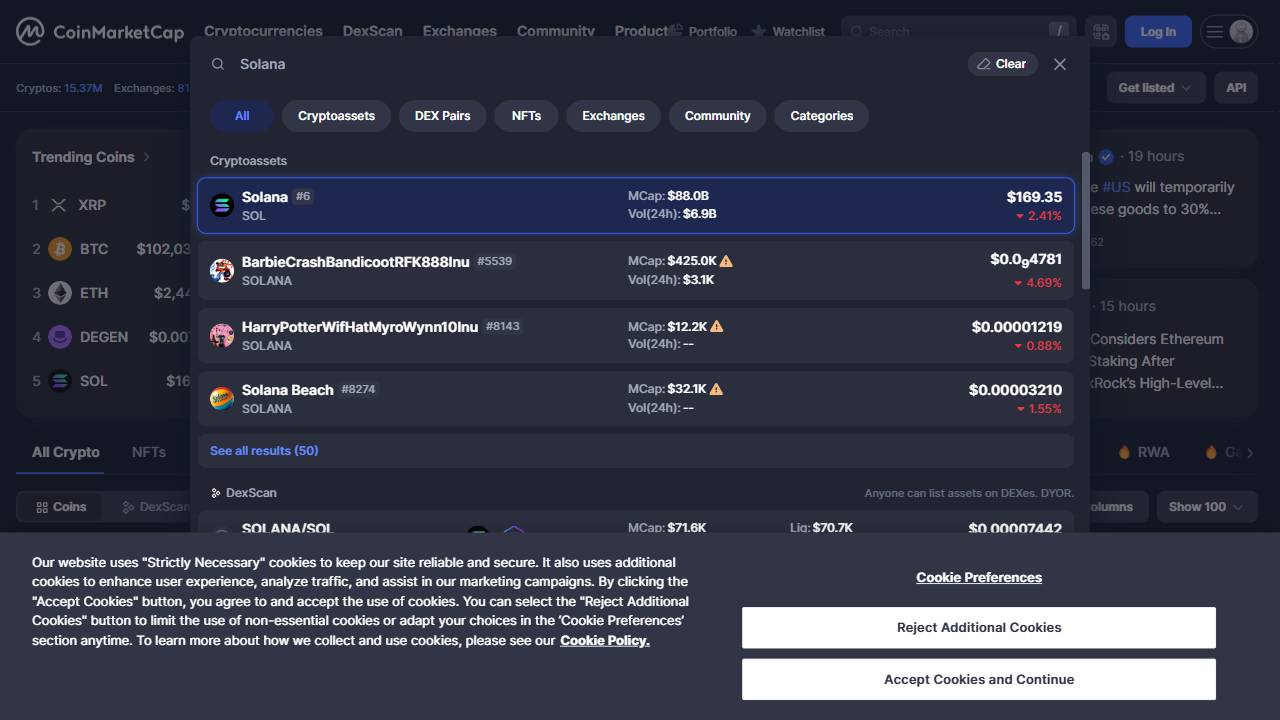 CoinMarketCap
Cryptocurrencies
DexScan
Exchanges
Community
Product
Portfolio
Watchlist
Search
/
Log In
Cryptos: 15.37M Exchanges: 81
Get listed
API
Solana
Clear
All
Cryptoassets
DEX Pairs
NFTs
Exchanges
Community
Categories
Cryptoassets
Solana #6
SOL
MCap: $88.0B
Vol(24h): $6.9B
$169.35
2.41%
BarbieCrashBandicootRFK888Inu #5539
SOLANA
MCap: $425.0K
Vol(24h): $3.1K
$0.0₉4781
4.69%
HarryPotterWifHatMyroWynn10Inu #8143
SOLANA
MCap: $12.2K
Vol(24h): --
$0.00001219
0.88%
Solana Beach #8274
SOLANA
MCap: $32.1K
Vol(24h): --
$0.00003210
1.55%
See all results (50)
DexScan
Anyone can list assets on DEXes. DYOR.
SOLANA/SOL
MCap: $71.6K
Liq: $70.7K
$0.00007442
Trending Coins
1 XRP $
2 BTC $102,03
3 ETH $2,44
4 DEGEN $0.00
5 SOL $16
· 19 hours
e #US will temporarily
ese goods to 30%...
62
· 15 hours
Considers Ethereum
Staking After
kRock's High-Level...
All Crypto
NFTs
RWA
Ga
Coins
DexScan
olumns
Show 100
Our website uses "Strictly Necessary" cookies to keep our site reliable and secure. It also uses additional
cookies to enhance user experience, analyze traffic, and assist in our marketing campaigns. By clicking the
"Accept Cookies" button, you agree to and accept the use of cookies. You can select the "Reject Additional
Cookies" button to limit the use of non-essential cookies or adapt your choices in the ‘Cookie Preferences’
section anytime. To learn more about how we collect and use cookies, please see our Cookie Policy.
Cookie Preferences
Reject Additional Cookies
Accept Cookies and Continue